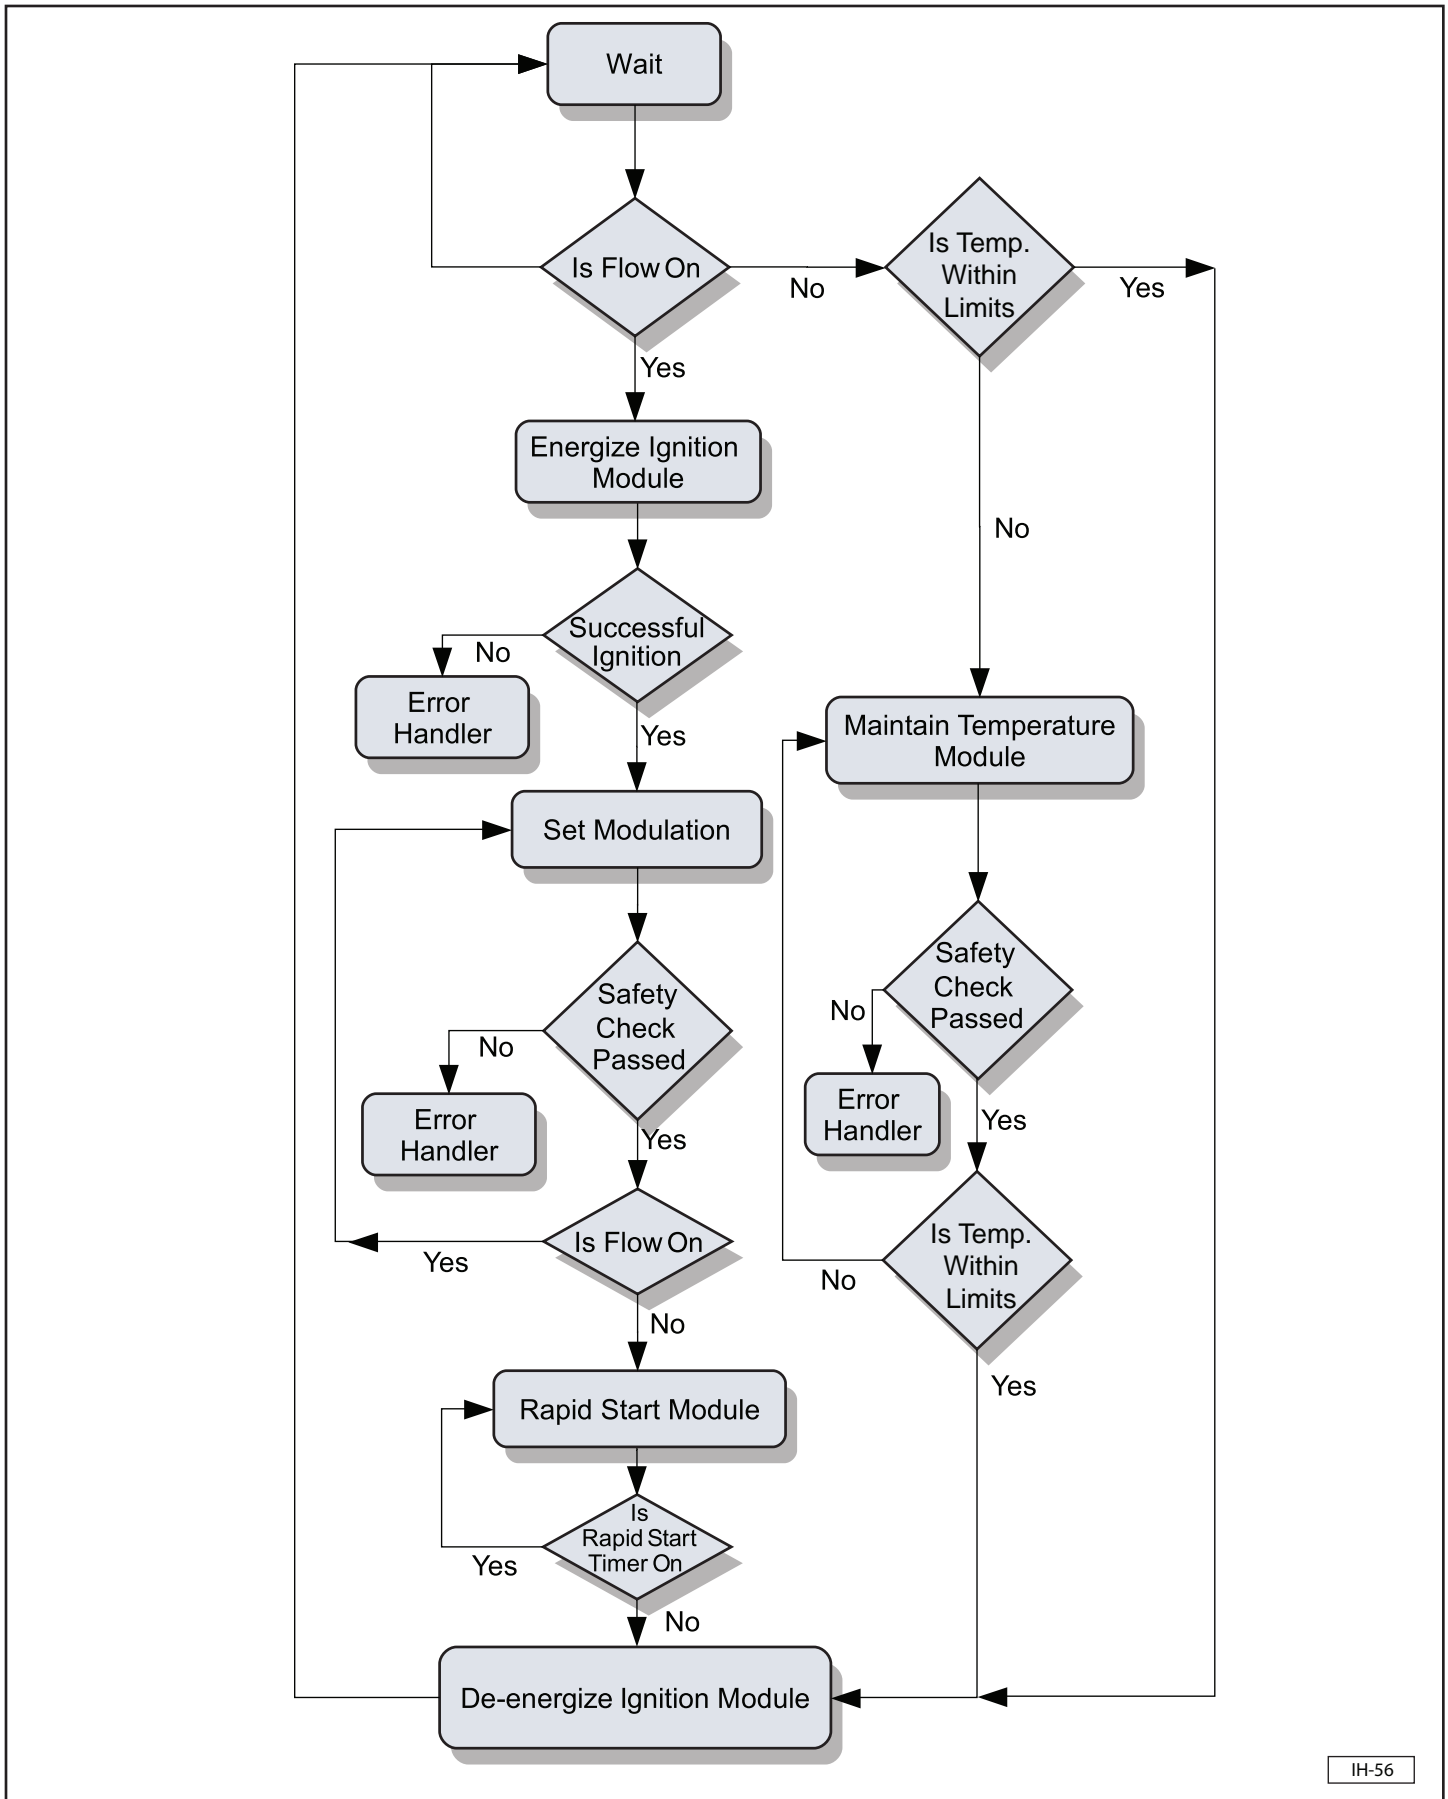 Wait
Is Flow On
No
Is Temp.
Within
Limits
Yes
Yes
Energize Ignition
Module
No
Successful
Ignition
No
Error
Handler
Yes
Maintain Temperature
Module
Set Modulation
Safety
Check
Passed
No
Error
Handler
Yes
Safety
Check
Passed
No
Error
Handler
Yes
Is Flow On
Yes
No
Is Temp.
Within
Limits
No
Yes
Rapid Start Module
Is
Rapid Start
Timer On
Yes
No
De-energize Ignition Module
IH-56